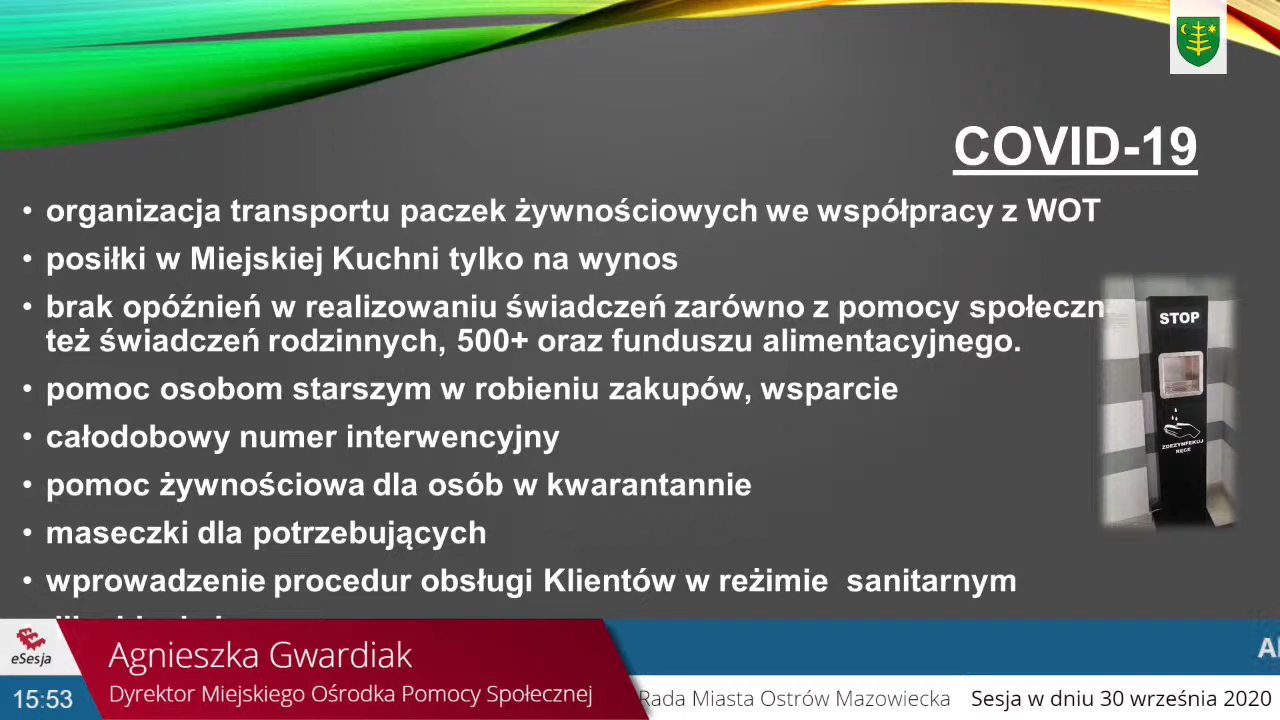 COVID-19
• organizacja transportu paczek żywnościowych we współpracy z WOT
• posiłki w Miejskiej Kuchni tylko na wynos
• brak opóźnień w realizowaniu świadczeń zarówno z pomocy społeczn
też świadczeń rodzinnych, 500+ oraz funduszu alimentacyjnego.
• pomoc osobom starszym w robieniu zakupów, wsparcie
• całodobowy numer interwencyjny
• pomoc żywnościowa dla osób w kwarantannie
• maseczki dla potrzebujących
• wprowadzenie procedur obsługi Klientów w reżimie sanitarnym
STOP
ZDEZYNFEKUJ
RĘCE
eSesja
Agnieszka Gwardiak
Dyrektor Miejskiego Ośrodka Pomocy Społecznej
15:53
Rada Miasta Ostrów Mazowiecka Sesja w dniu 30 września 2020